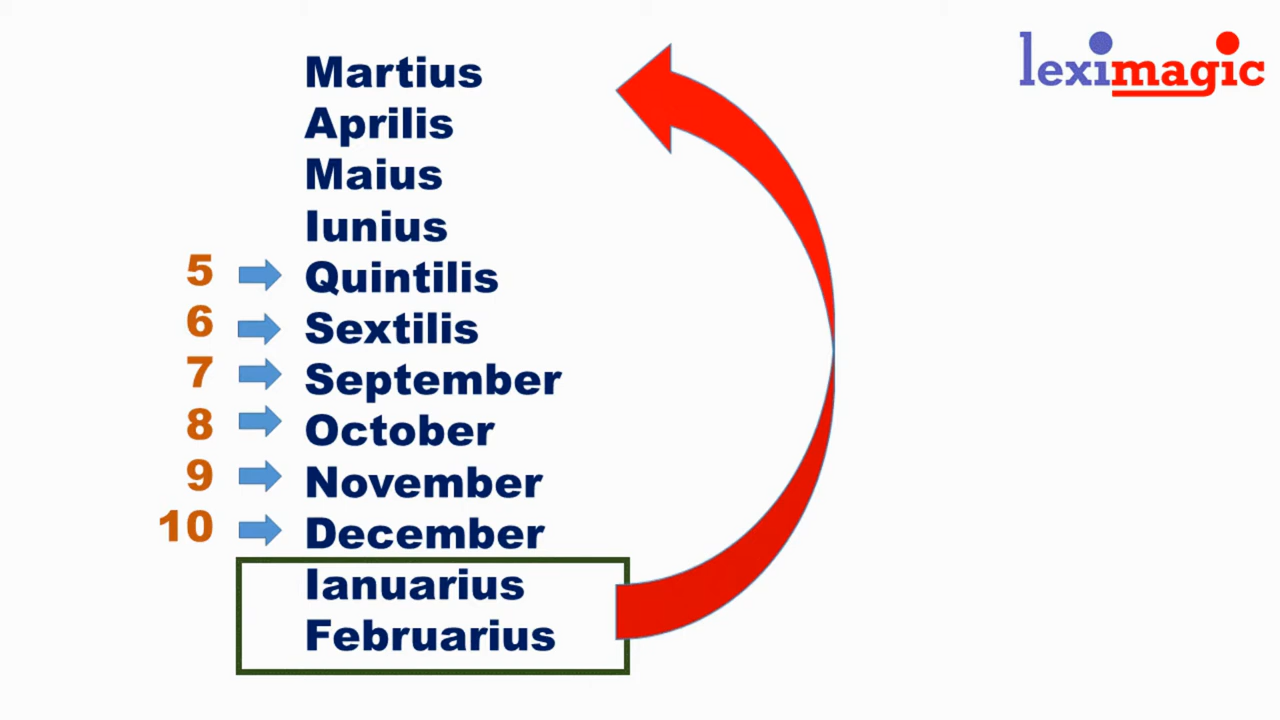 leximagic
Martius
Aprilis
Maius
Iunius
5 Quintilis
6 Sextilis
7 September
8 October
9 November
10 December
Ianuarius
Februarius